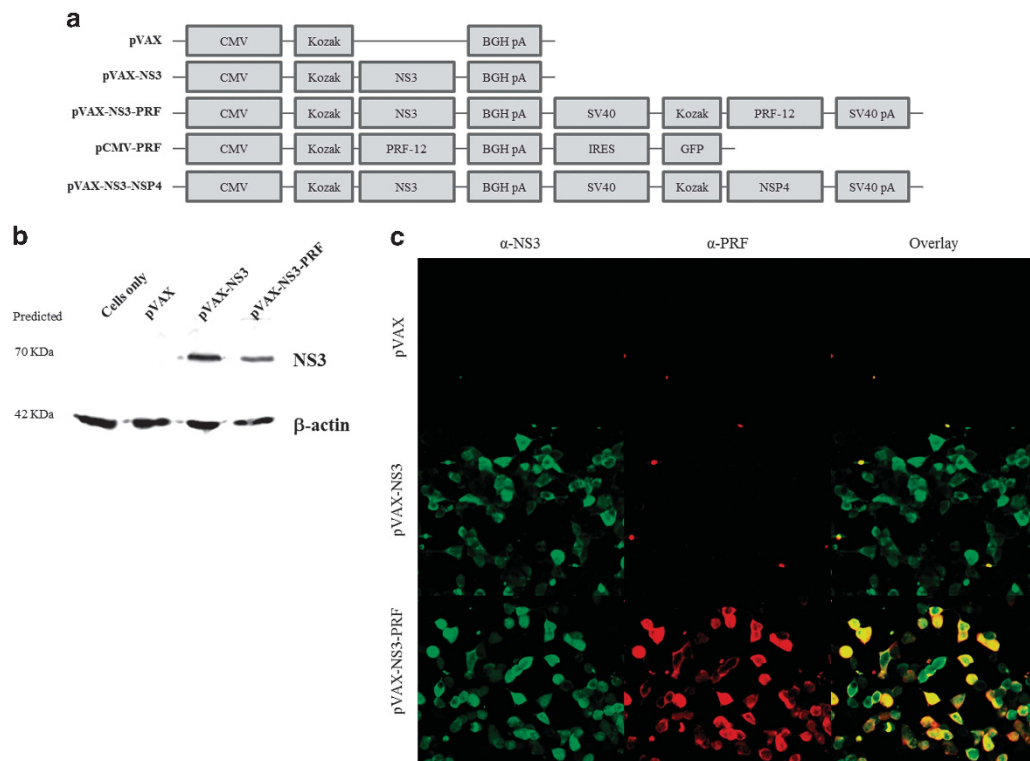 a
pVAX CMV Kozak BGH pA
pVAX-NS3 CMV Kozak NS3 BGH pA
pVAX-NS3-PRF CMV Kozak NS3 BGH pA SV40 Kozak PRF-12 SV40 pA
pCMV-PRF CMV Kozak PRF-12 BGH pA IRES GFP
pVAX-NS3-NSP4 CMV Kozak NS3 BGH pA SV40 Kozak NSP4 SV40 pA
b
Cells only pVAX pVAX-NS3 pVAX-NS3-PRF
Predicted
70 KDa NS3
42 KDa β-actin
c
α-NS3 α-PRF Overlay
pVAX
pVAX-NS3
pVAX-NS3-PRF